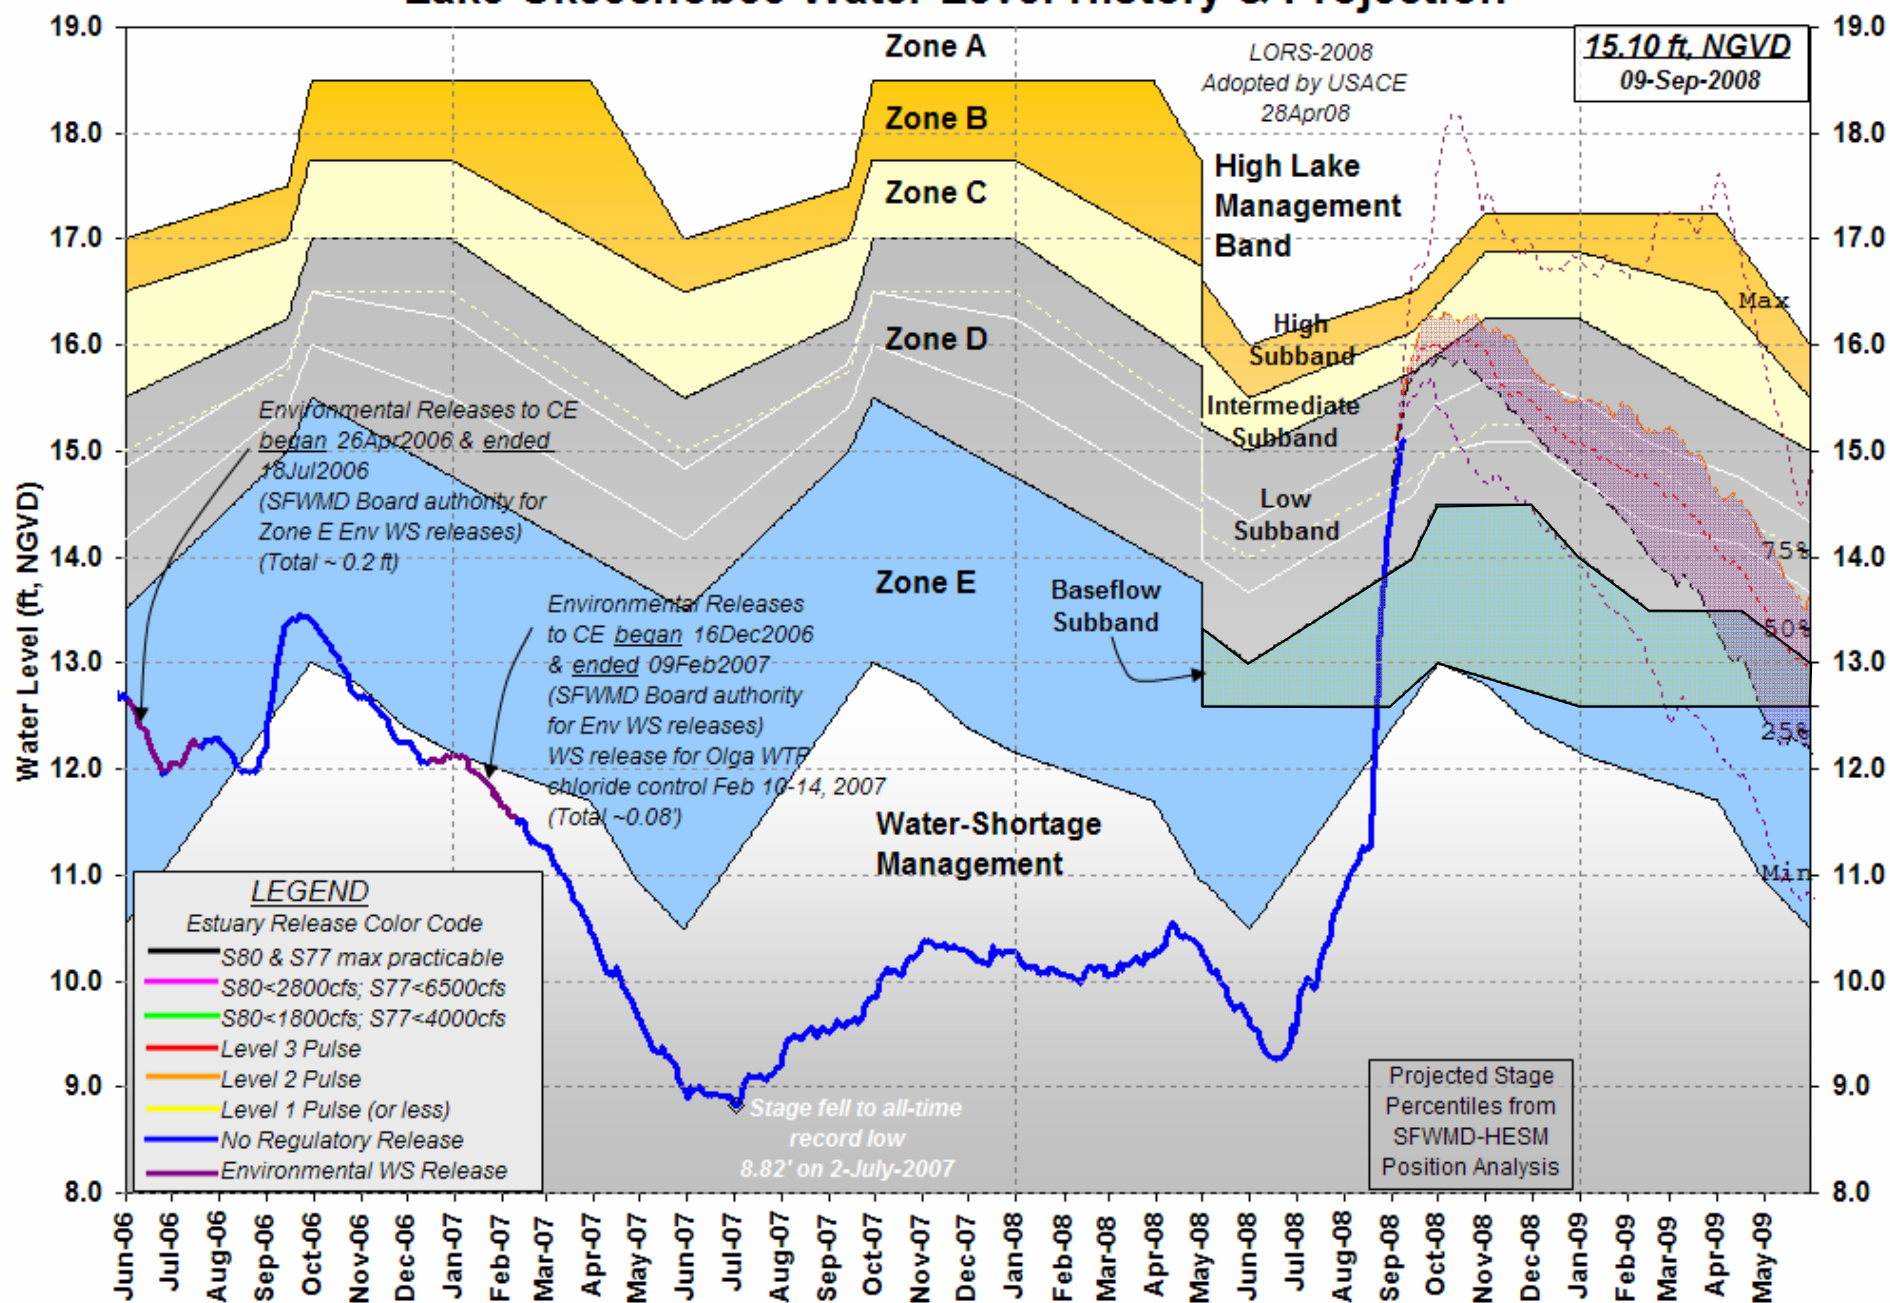 Lake Okeechobee Water Level History & Projection
19.0
18.0
17.0
16.0
15.0
14.0
13.0
12.0
11.0
10.0
9.0
8.0
Water Level (ft, NGVD)
Zone A
Zone B
Zone C
Zone D
Zone E
Water-Shortage
Management
LORS-2008
Adopted by USACE
28Apr08
15.10 ft, NGVD
09-Sep-2008
High Lake
Management
Band
High
Subband
Intermediate
Subband
Low
Subband
Baseflow
Subband
Environmental Releases to CE
began 26Apr2006 & ended
18Jul2006
(SFWMD Board authority for
Zone E Env WS releases)
(Total ~ 0.2 ft)
Environmental Releases
to CE began 16Dec2006
& ended 09Feb2007
(SFWMD Board authority
for Env WS releases)
WS release for Olga WTP
chloride control Feb 10-14, 2007
(Total ~0.08')
Stage fell to all-time
record low
8.82' on 2-July-2007
LEGEND
Estuary Release Color Code
S80 & S77 max practicable
S80<2800cfs; S77<6500cfs
S80<1800cfs; S77<4000cfs
Level 3 Pulse
Level 2 Pulse
Level 1 Pulse (or less)
No Regulatory Release
Environmental WS Release
Projected Stage
Percentiles from
SFWMD-HESM
Position Analysis
Max
75%
50%
25%
Min
19.0
18.0
17.0
16.0
15.0
14.0
13.0
12.0
11.0
10.0
9.0
8.0
Jun-06
Jul-06
Aug-06
Sep-06
Oct-06
Nov-06
Dec-06
Jan-07
Feb-07
Mar-07
Apr-07
May-07
Jun-07
Jul-07
Aug-07
Sep-07
Oct-07
Nov-07
Dec-07
Jan-08
Feb-08
Mar-08
Apr-08
May-08
Jun-08
Jul-08
Aug-08
Sep-08
Oct-08
Nov-08
Dec-08
Jan-09
Feb-09
Mar-09
Apr-09
May-09